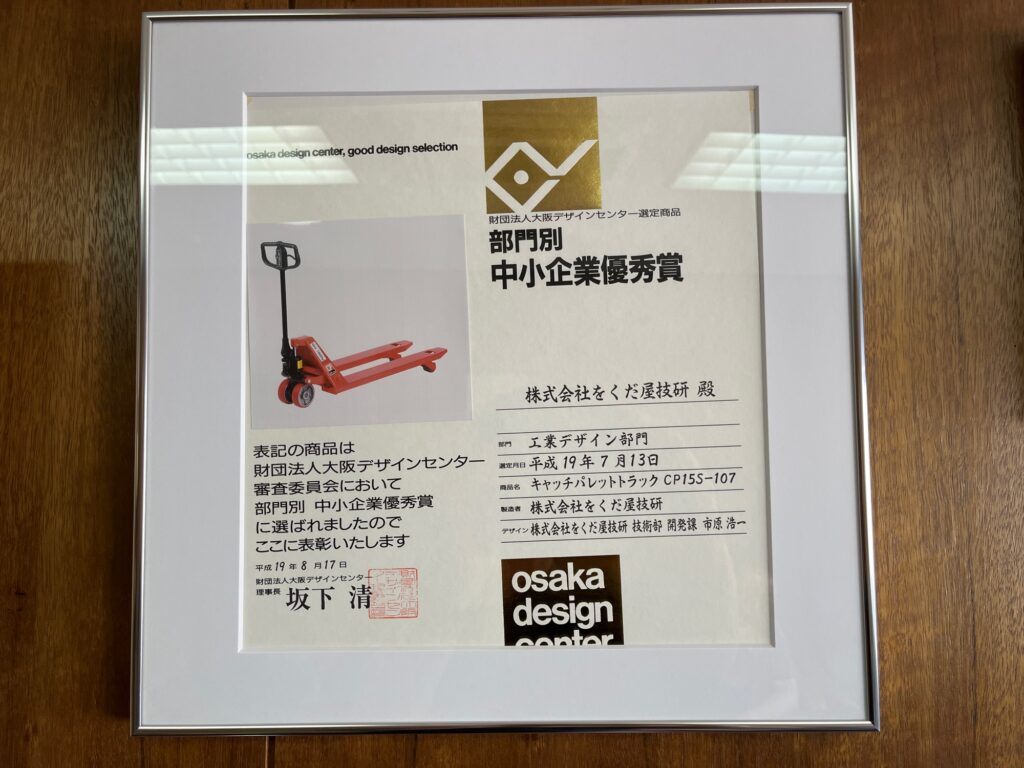 osaka design center, good design selection
財団法人大阪デザインセンター選定商品
部門別
中小企業優秀賞
株式会社をくだ屋技研 殿
部門 工業デザイン部門
選定月日 平成19年7月13日
商品名 キャッチパレットトラック CP15S-107
製造者 株式会社をくだ屋技研
デザイン 株式会社をくだ屋技研 技術部 開発課 市原 浩一
表記の商品は
財団法人大阪デザインセンター
審査委員会において
部門別 中小企業優秀賞
に選ばれましたので
ここに表彰いたします
平成19年8月17日
財団法人大阪デザインセンター
理事長 坂下 清
osaka
design
center